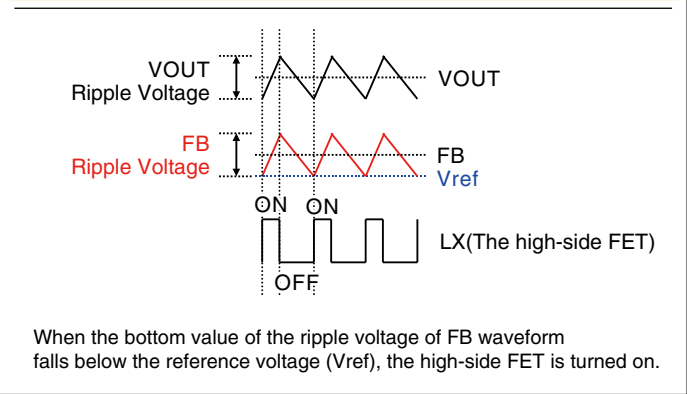 VOUT
Ripple Voltage
VOUT
FB
Ripple Voltage
FB
Vref
ON ON
LX(The high-side FET)
OFF
When the bottom value of the ripple voltage of FB waveform
falls below the reference voltage (Vref), the high-side FET is turned on.